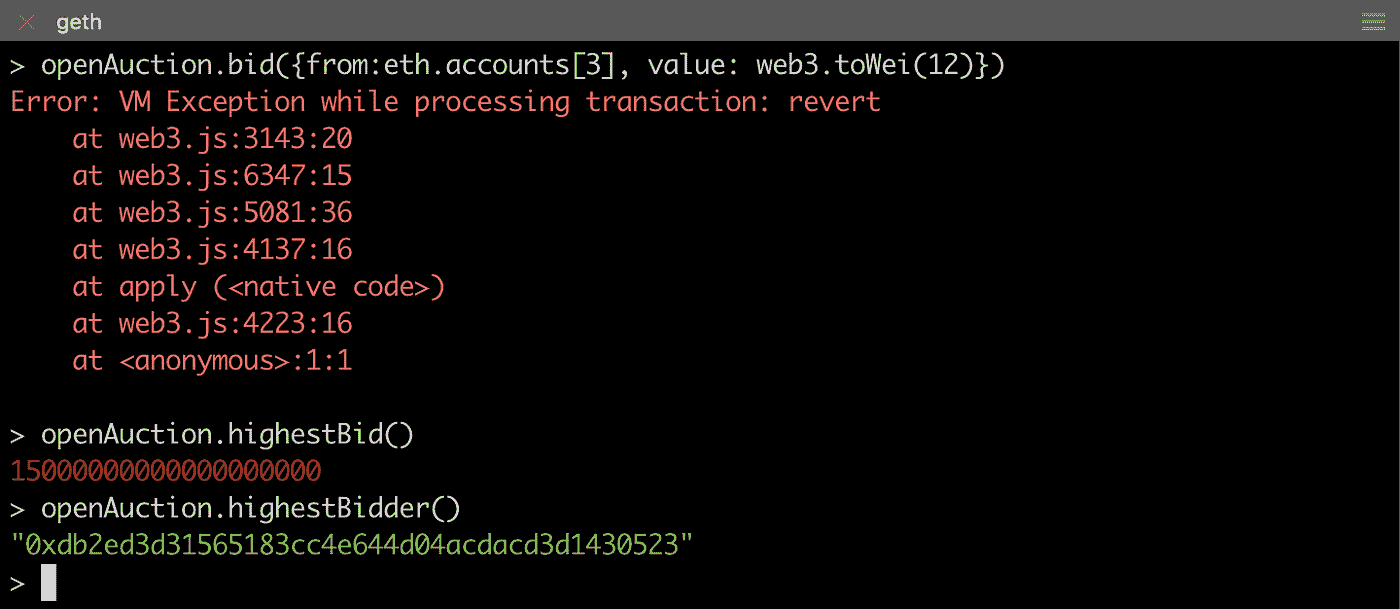 geth
> openAuction.bid({from:eth.accounts[3], value: web3.toWei(12)})
Error: VM Exception while processing transaction: revert
    at web3.js:3143:20
    at web3.js:6347:15
    at web3.js:5081:36
    at web3.js:4137:16
    at apply (<native code>)
    at web3.js:4223:16
    at <anonymous>:1:1
> openAuction.highestBid()
15000000000000000000
> openAuction.highestBidder()
"0xdb2ed3d31565183cc4e644d04acdacd3d1430523"
>